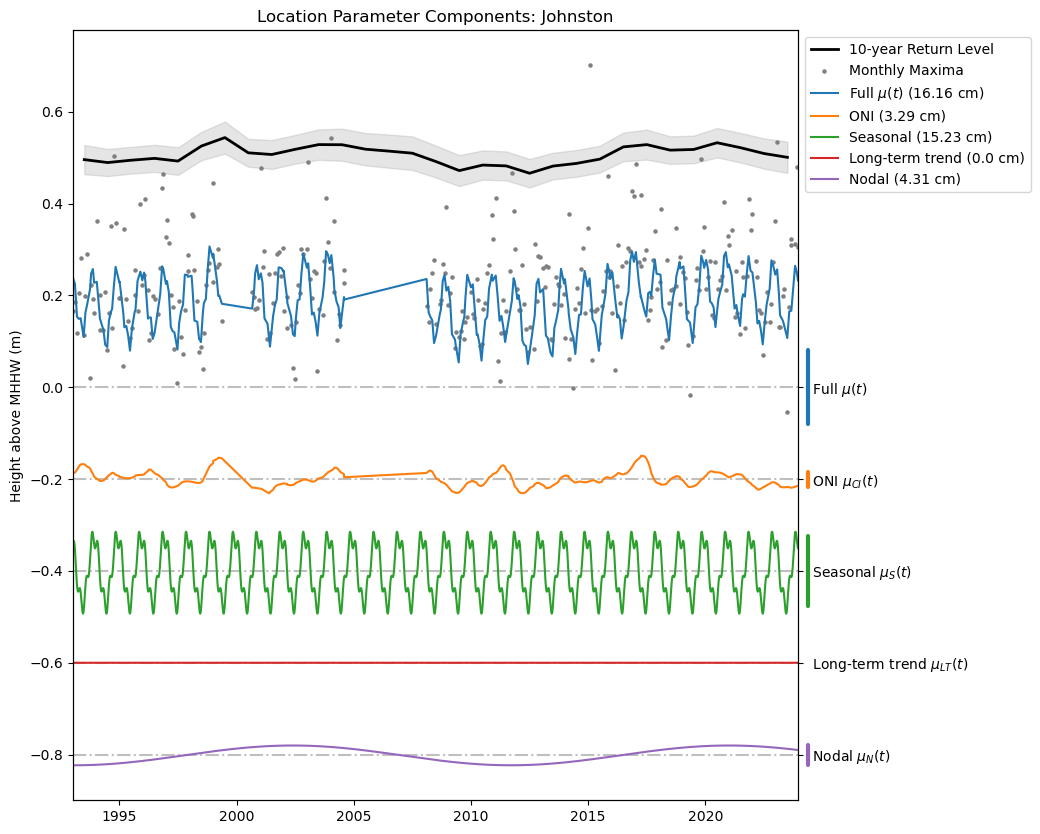 Location Parameter Components: Johnston
10-year Return Level
Monthly Maxima
Full μ(t) (16.16 cm)
ONI (3.29 cm)
Seasonal (15.23 cm)
Long-term trend (0.0 cm)
Nodal (4.31 cm)
Height above MHHW (m)
0.6
0.4
0.2
0.0
−0.2
−0.4
−0.6
−0.8
Full μ(t)
ONI μCI(t)
Seasonal μS(t)
Long-term trend μLT(t)
Nodal μN(t)
1995 2000 2005 2010 2015 2020